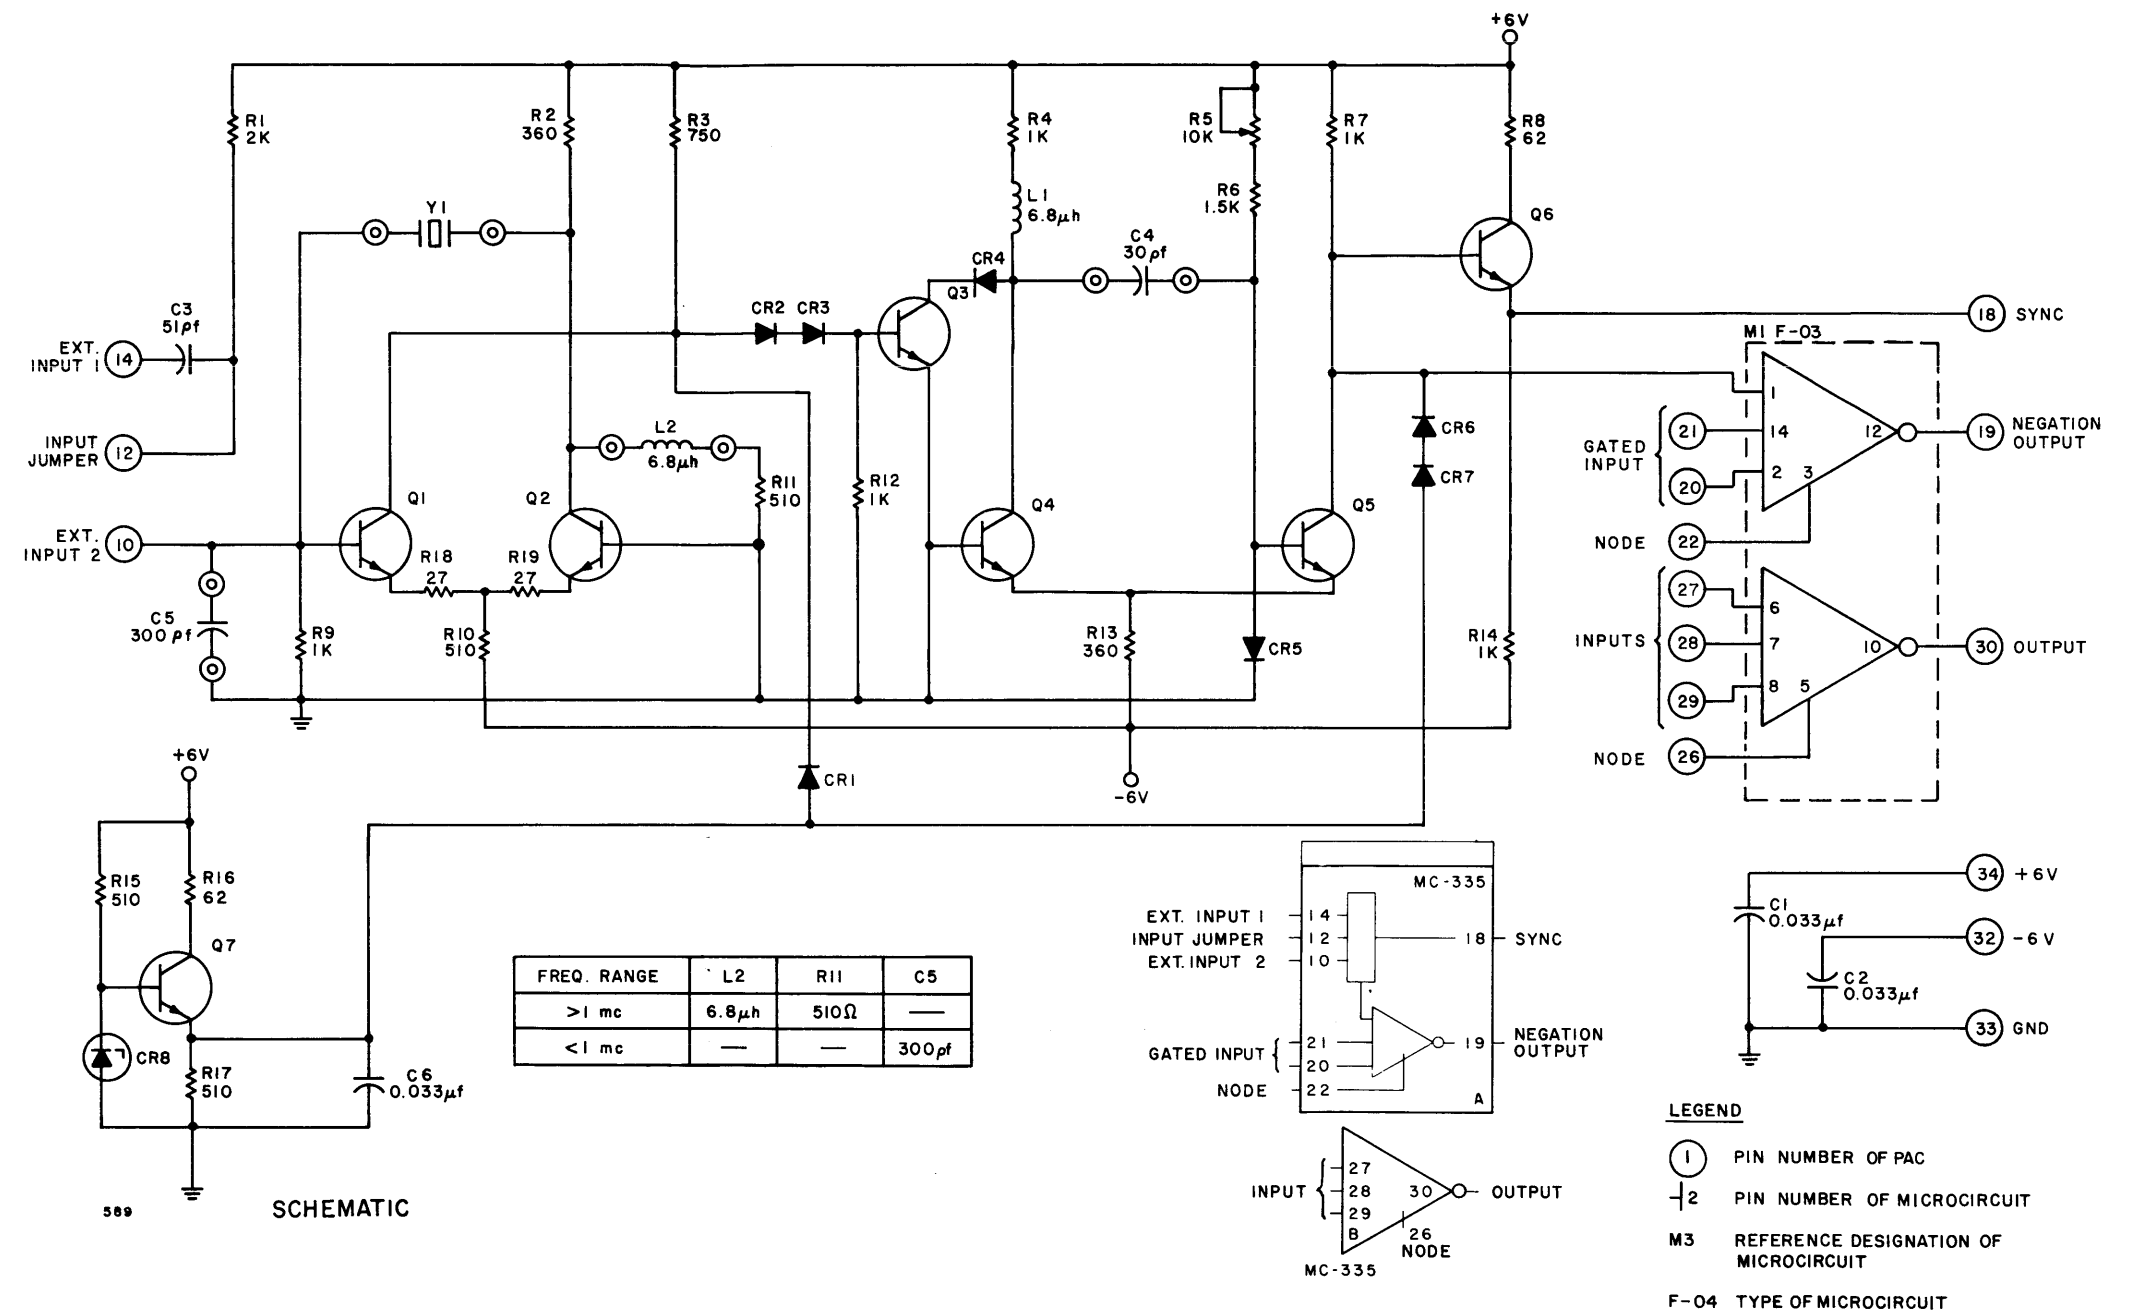 +6V
R1
2K
R2
360
R3
750
R4
1K
R5
10K
R6
1.5K
R7
1K
R8
62
L1
6.8µh
Q6
Y1
C4
30pf
CR4
Q3
C3
51pf
CR2 CR3
EXT.
INPUT 1
14
18 SYNC
M1 F-03
INPUT
JUMPER
12
L2
6.8µh
R11
510
R12
1K
CR6
CR7
GATED
INPUT
21
20
1
14
2
3
12
19
NEGATION
OUTPUT
NODE
22
EXT.
INPUT 2
10
Q1
Q2
R18
27
R19
27
Q4
Q5
C5
300pf
R9
1K
R10
510
R13
360
CR5
R14
1K
INPUTS
27
28
29
6
7
8
5
10
30 OUTPUT
NODE
26
+6V
CR1
-6V
R15
510
R16
62
Q7
CR8
R17
510
C6
0.033µf
FREQ. RANGE L2 R11 C5
>1 mc 6.8µh 510Ω —
<1 mc — — 300pf
MC-335
EXT. INPUT 1 14
INPUT JUMPER 12
EXT. INPUT 2 10
18 SYNC
GATED INPUT
21
20
NODE 22
19
NEGATION
OUTPUT
A
34 +6V
C1
0.033µf
32 -6V
C2
0.033µf
33 GND
INPUT
27
28
29
B
30
OUTPUT
26
NODE
MC-335
LEGEND
1 PIN NUMBER OF PAC
2 PIN NUMBER OF MICROCIRCUIT
M3 REFERENCE DESIGNATION OF
MICROCIRCUIT
F-04 TYPE OF MICROCIRCUIT
589
SCHEMATIC